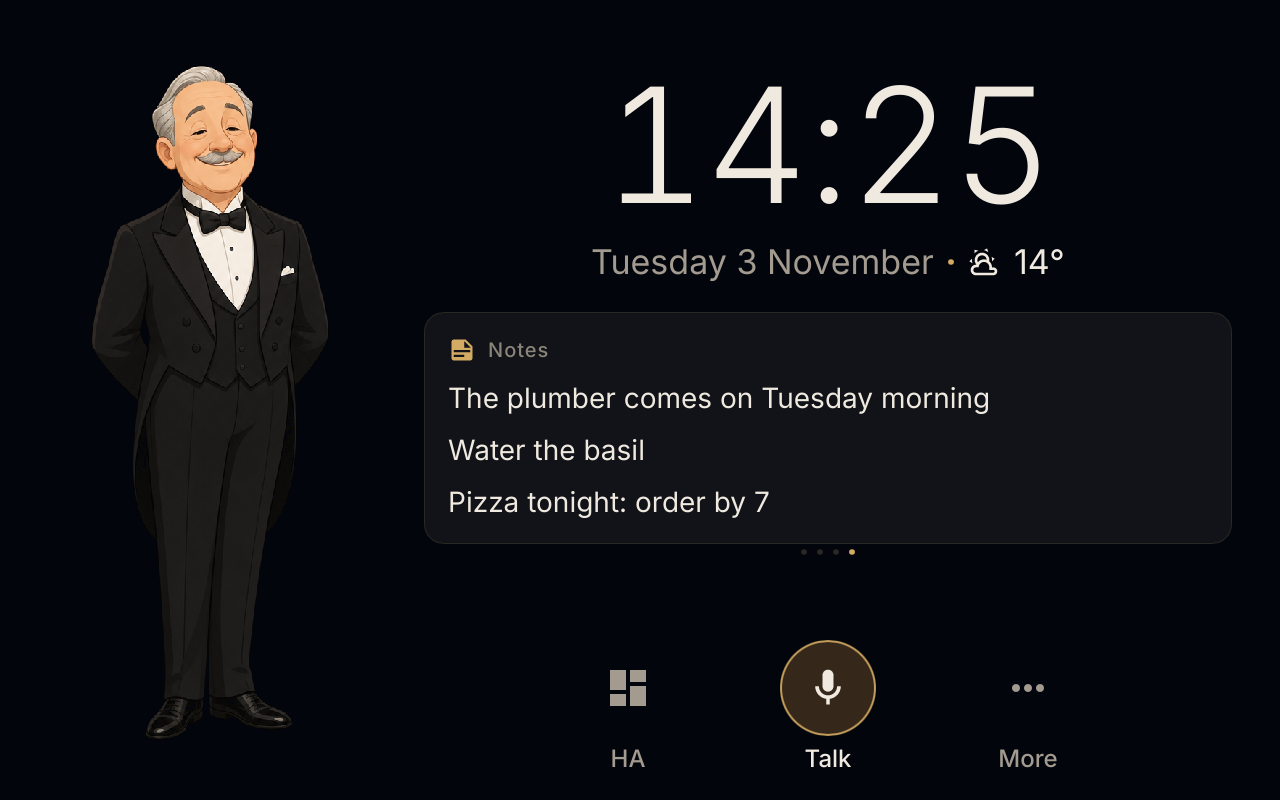 14:25
Tuesday 3 November · 14°
Notes
The plumber comes on Tuesday morning
Water the basil
Pizza tonight: order by 7
HA
Talk
More